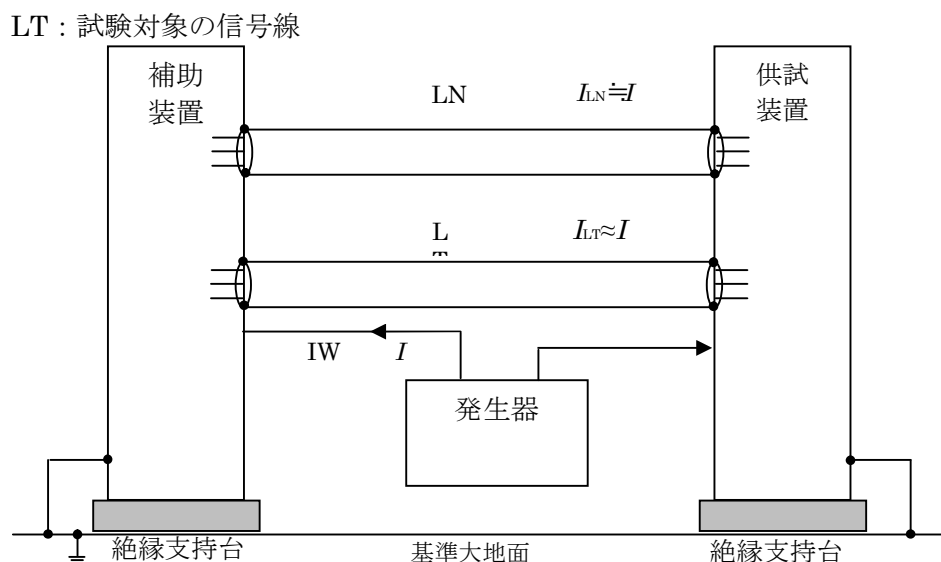 LT：試験対象の信号線
補助
装置
LN
ILN≒I
供試
装置
L
ILT≈I
IW
I
発生器
絶縁支持台
基準大地面
絶縁支持台